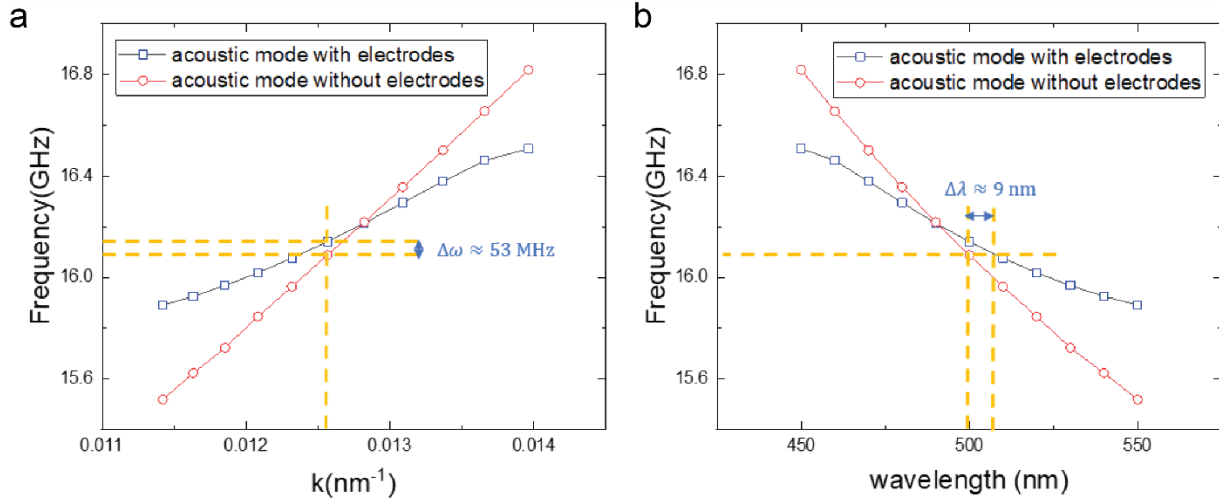 a
acoustic mode with electrodes
acoustic mode without electrodes
Frequency(GHz)
16.8
16.4
16.0
15.6
Δω ≈ 53 MHz
0.011
0.012
0.013
0.014
k(nm⁻¹)
b
acoustic mode with electrodes
acoustic mode without electrodes
Frequency(GHz)
16.8
16.4
16.0
15.6
Δλ ≈ 9 nm
450
500
550
wavelength (nm)